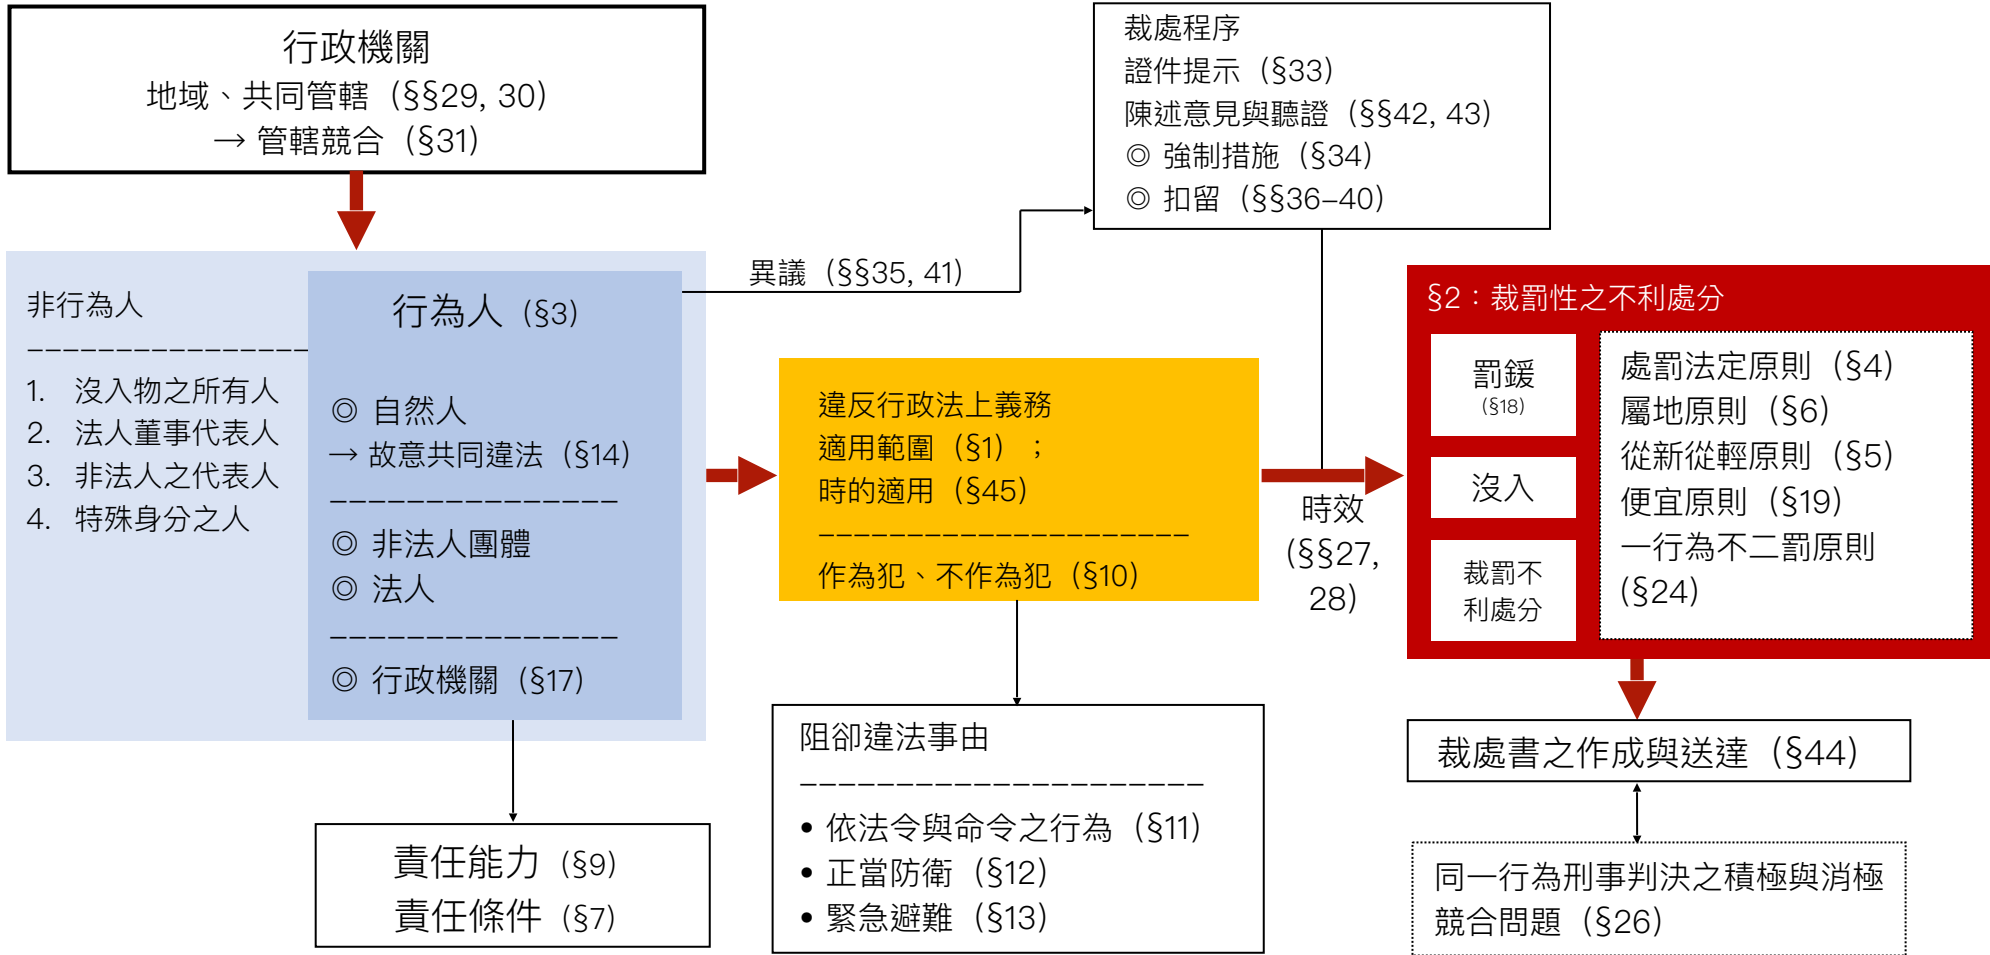 行政機關
地域、共同管轄（§§29, 30）
→ 管轄競合（§31）
裁處程序
證件提示（§33）
陳述意見與聽證（§§42, 43）
◎ 強制措施（§34）
◎ 扣留（§§36–40）
異議（§§35, 41）
非行為人
----------------
1. 沒入物之所有人
2. 法人董事代表人
3. 非法人之代表人
4. 特殊身分之人
行為人（§3）
◎ 自然人
→ 故意共同違法（§14）
---------------
◎ 非法人團體
◎ 法人
---------------
◎ 行政機關（§17）
違反行政法上義務
適用範圍（§1）；
時的適用（§45）
---------------------
作為犯、不作為犯（§10）
時效
（§§27,
28）
§2：裁罰性之不利處分
罰鍰
(§18)
沒入
裁罰不
利處分
處罰法定原則（§4）
屬地原則（§6）
從新從輕原則（§5）
便宜原則（§19）
一行為不二罰原則
(§24)
責任能力（§9）
責任條件（§7）
阻卻違法事由
---------------------
• 依法令與命令之行為（§11）
• 正當防衛（§12）
• 緊急避難（§13）
裁處書之作成與送達（§44）
同一行為刑事判決之積極與消極
競合問題（§26）